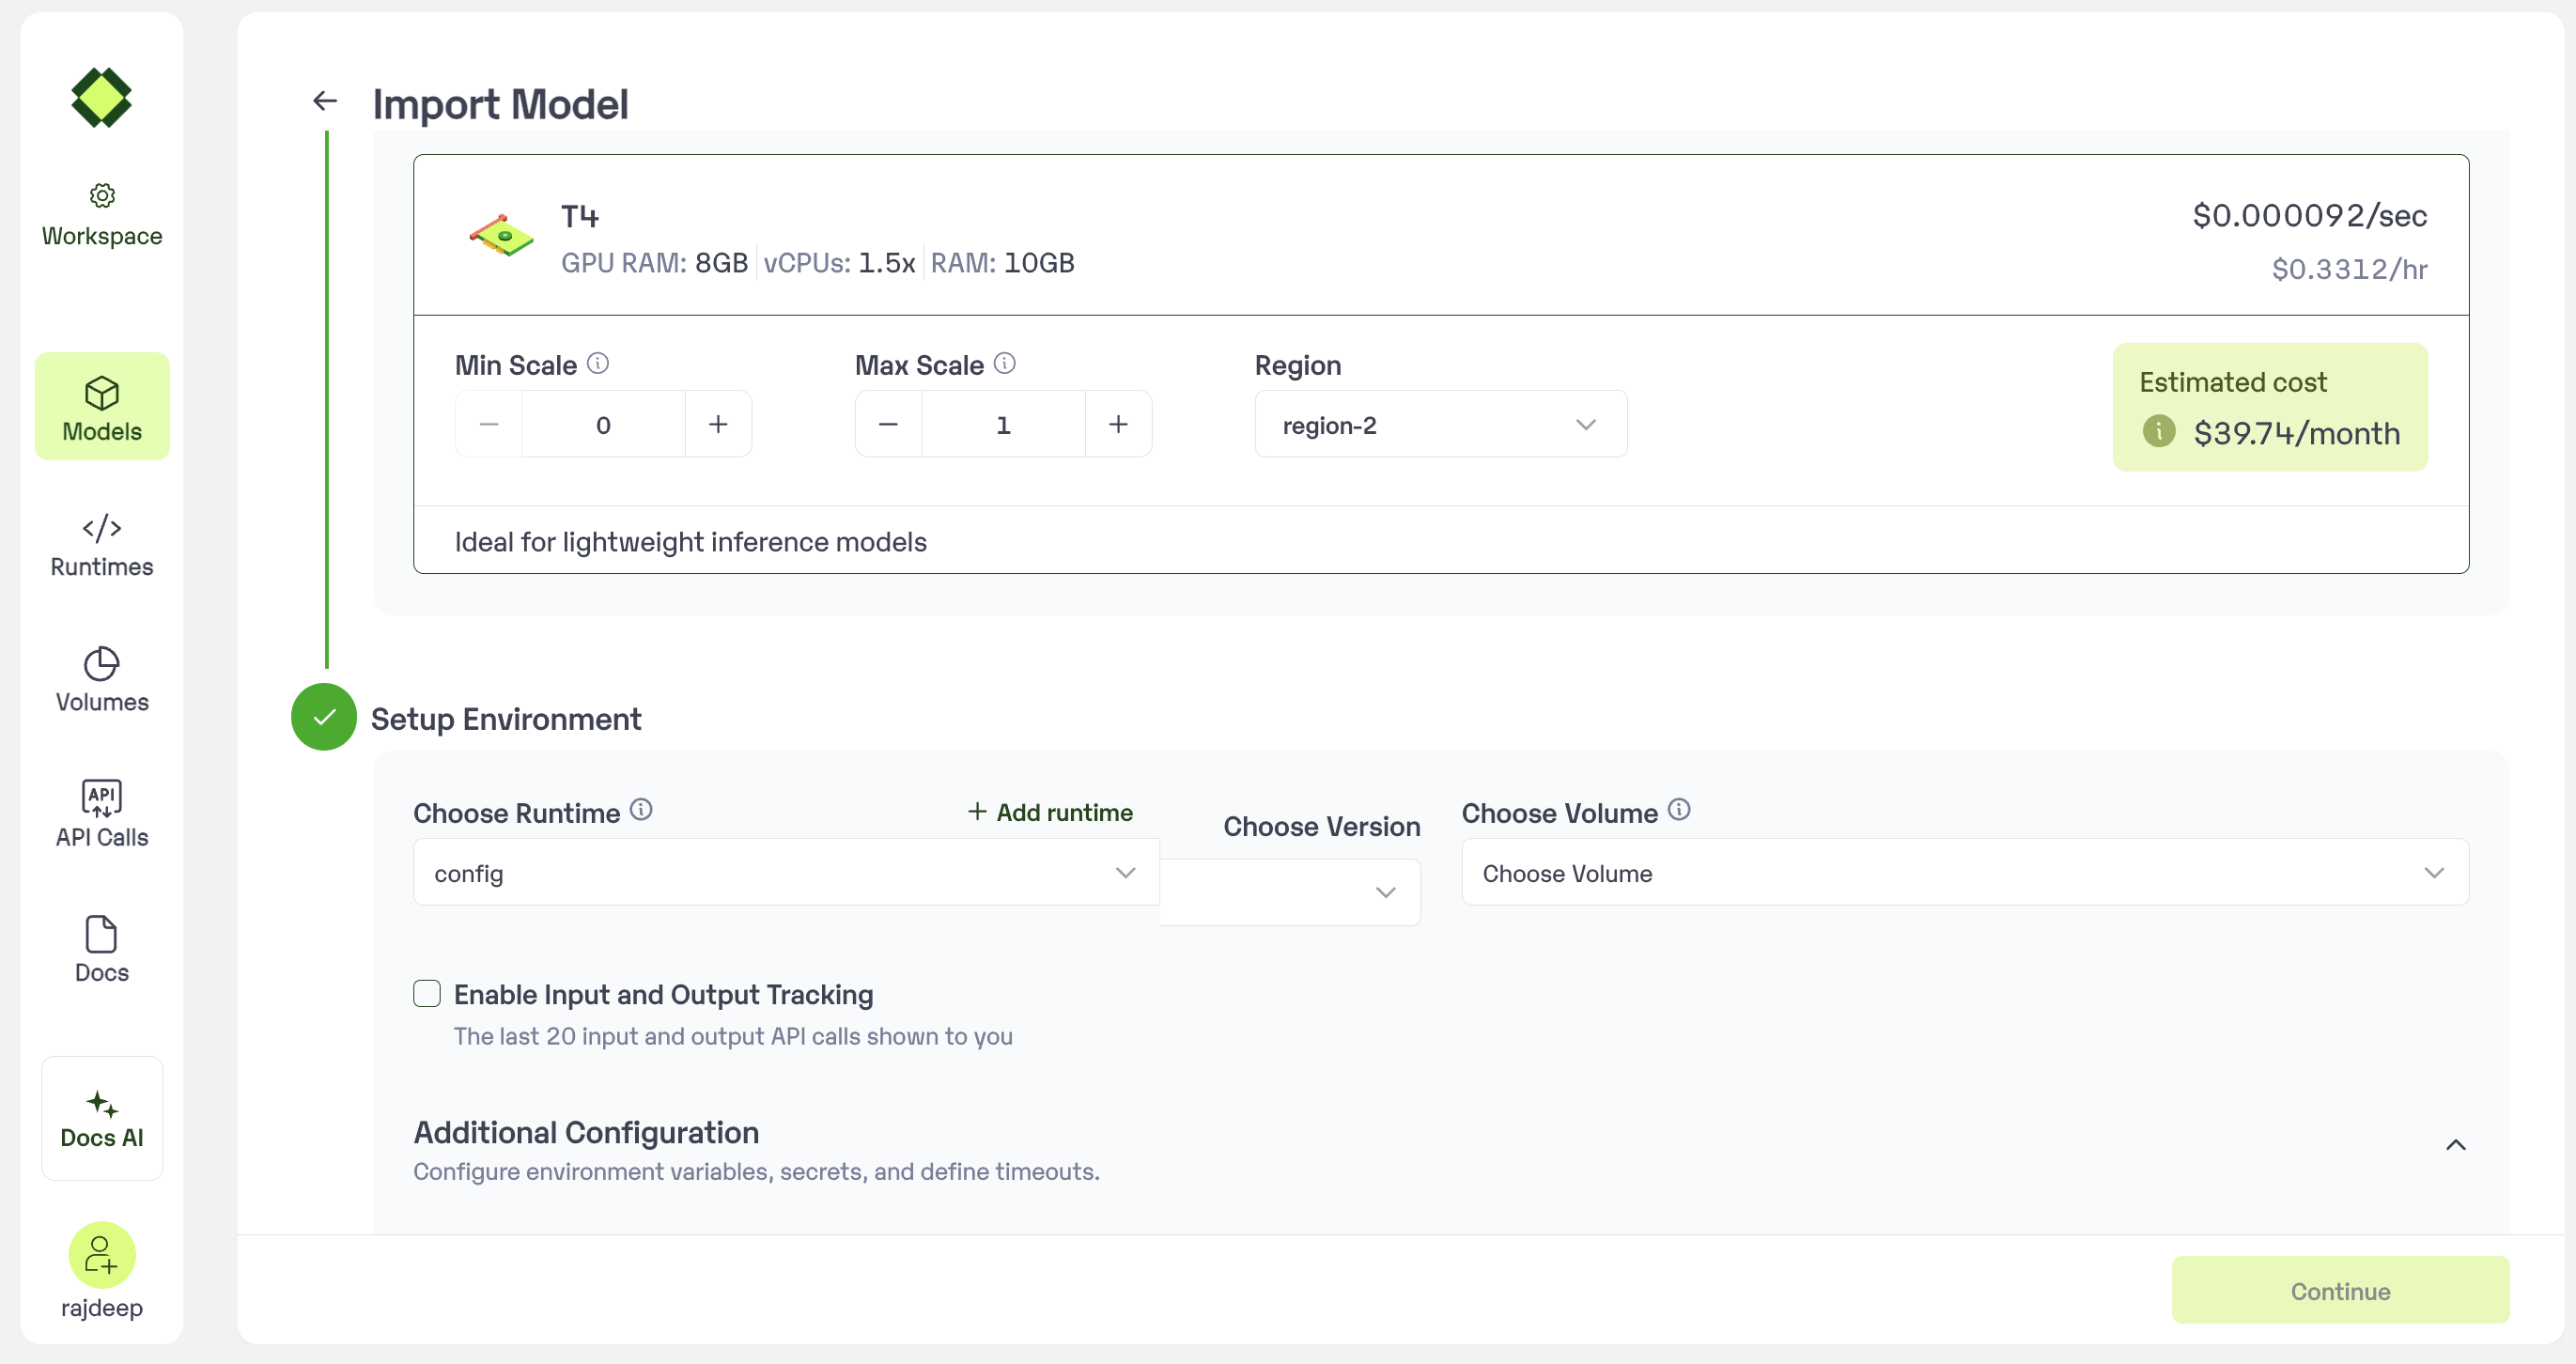 Workspace
Models
Runtimes
Volumes
API
API Calls
Docs
Docs AI
rajdeep
Import Model
T4
GPU RAM: 8GB vCPUs: 1.5x RAM: 10GB
$0.000092/sec
$0.3312/hr
Min Scale
0
Max Scale
1
Region
region-2
Estimated cost
$39.74/month
Ideal for lightweight inference models
Setup Environment
Choose Runtime
+ Add runtime
config
Choose Version
Choose Volume
Choose Volume
Enable Input and Output Tracking
The last 20 input and output API calls shown to you
Additional Configuration
Configure environment variables, secrets, and define timeouts.
Continue